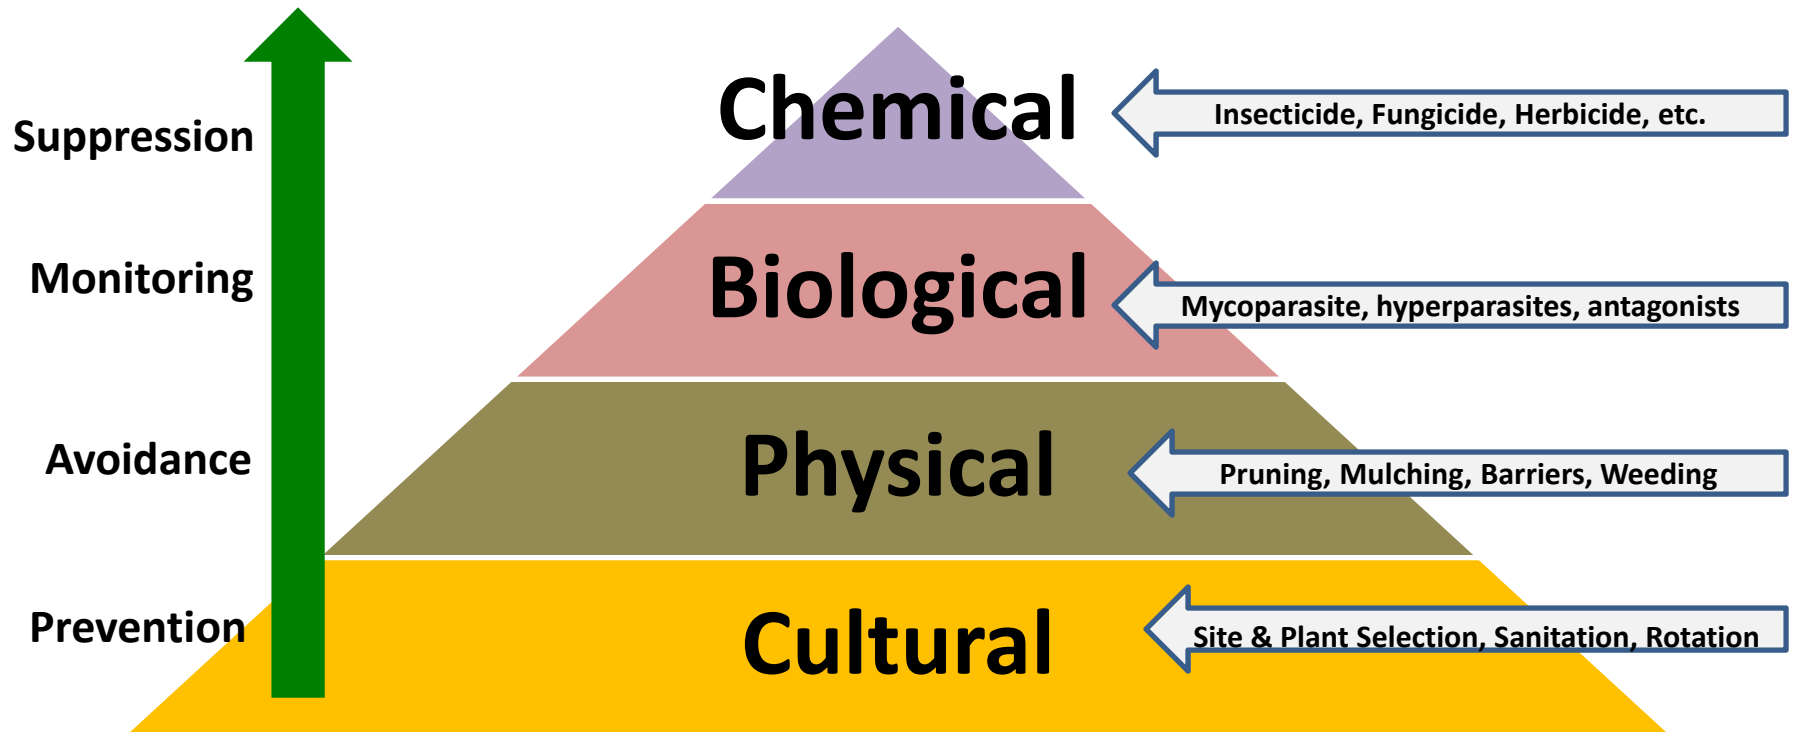 Chemical
Insecticide, Fungicide, Herbicide, etc.
Suppression
Biological
Monitoring
Mycoparasite, hyperparasites, antagonists
Physical
Avoidance
Pruning, Mulching, Barriers, Weeding
Cultural
Prevention
Site & Plant Selection, Sanitation, Rotation